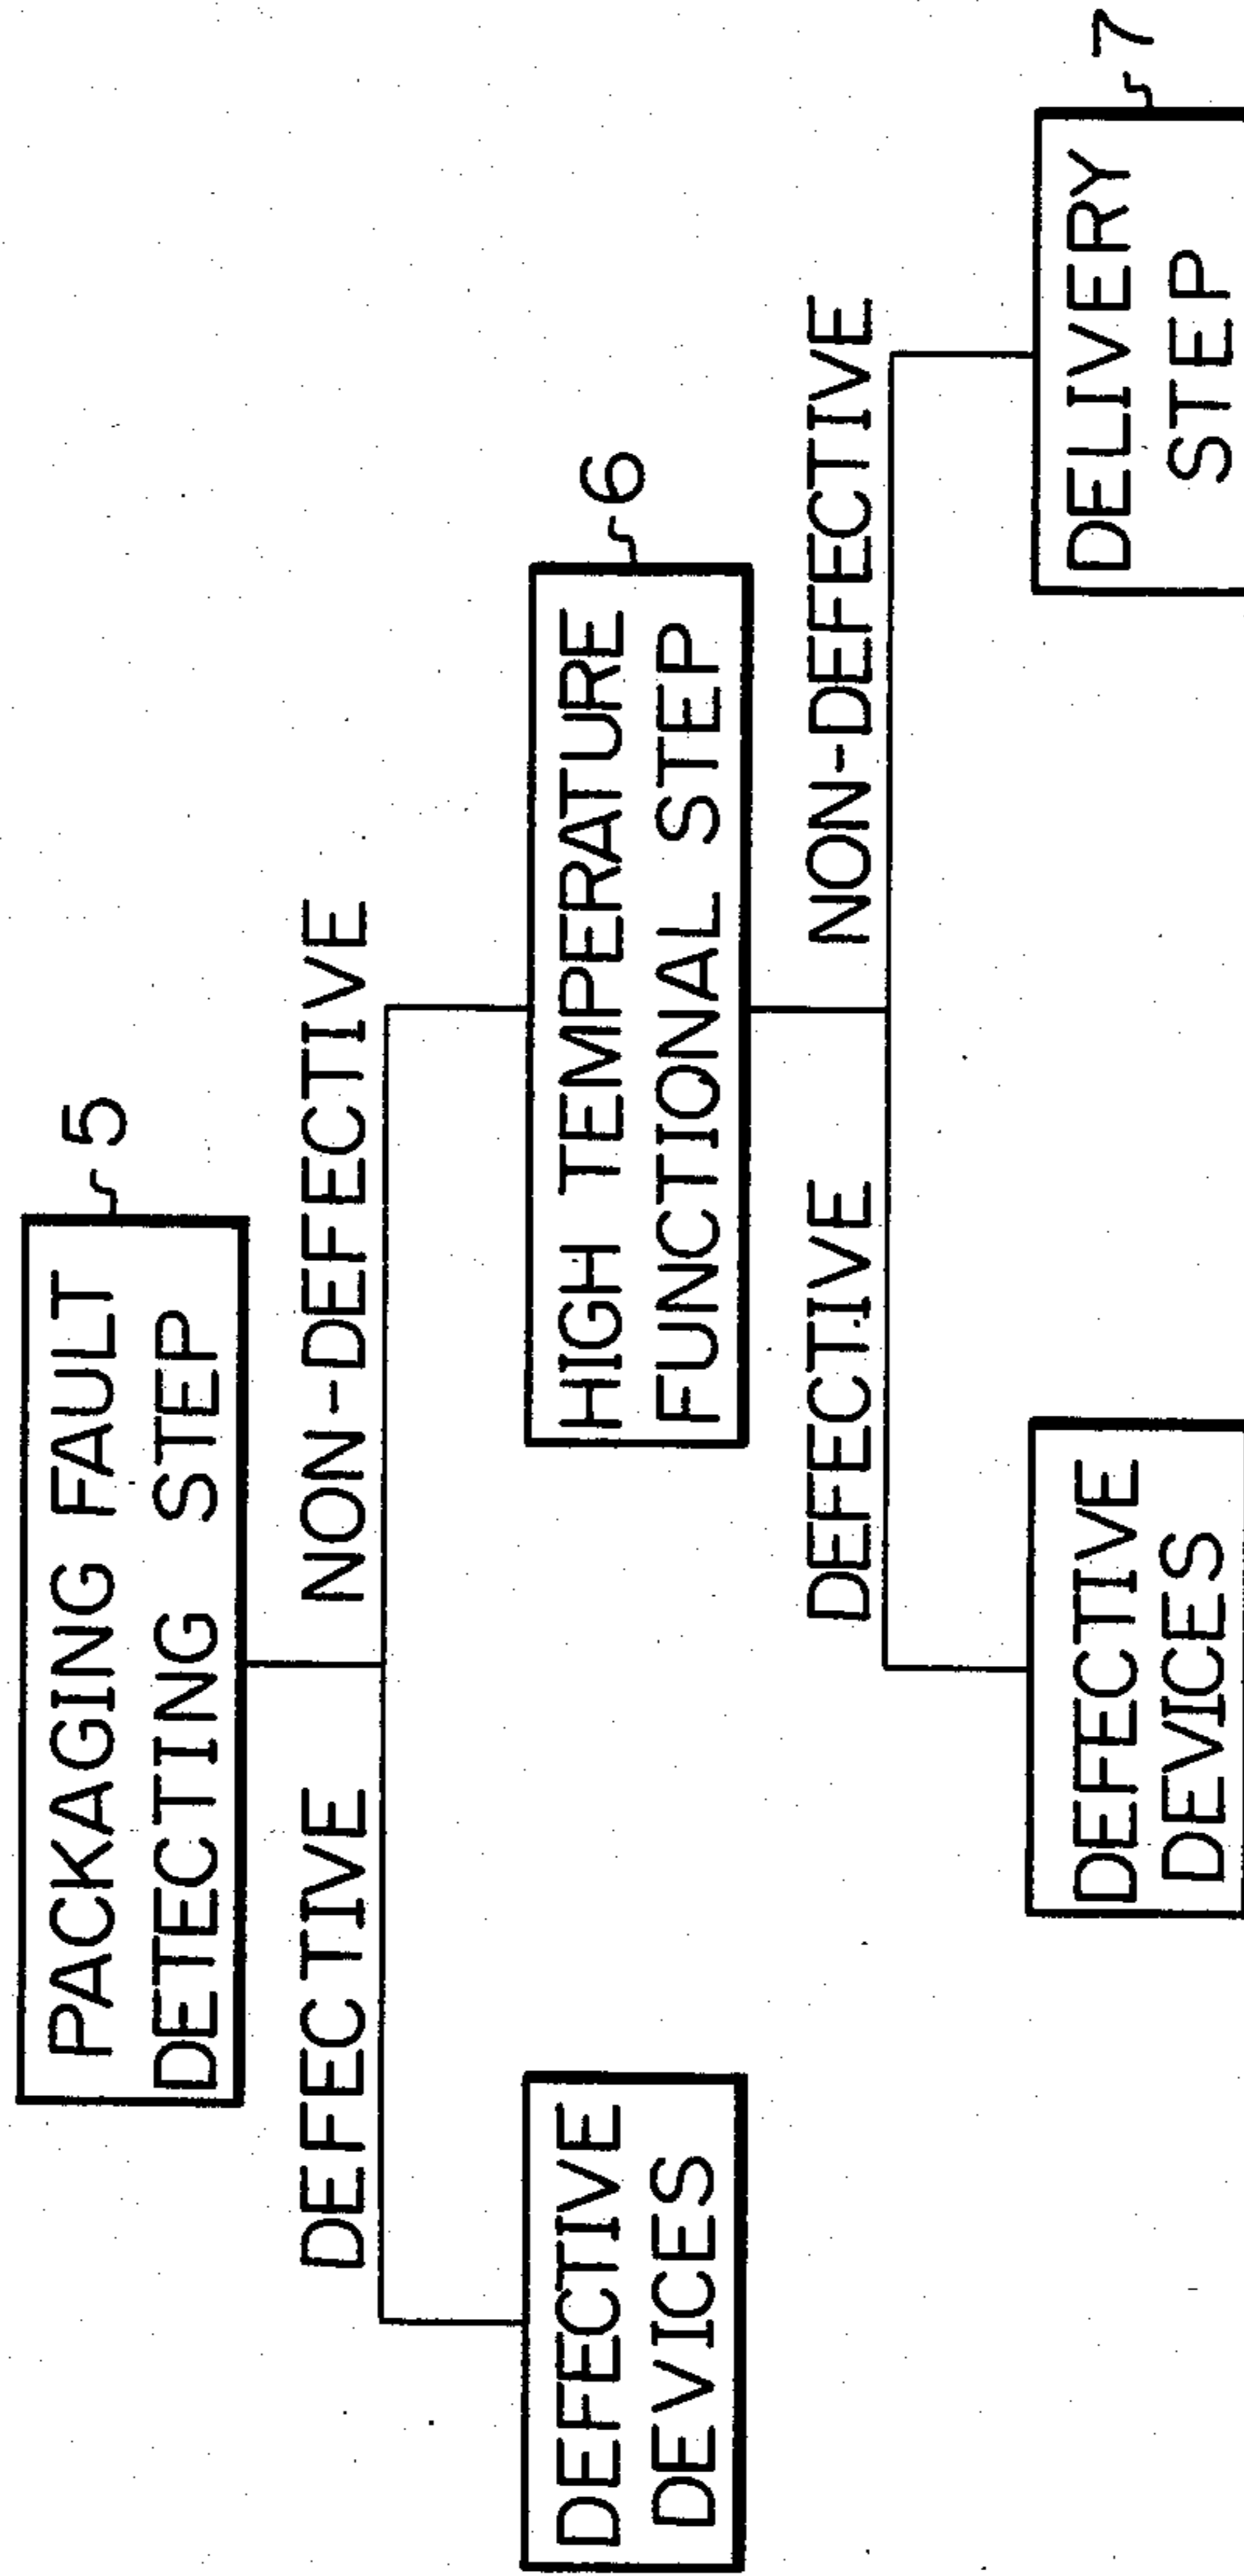 PACKAGING FAULT
DETECTING STEP
5
DEFECTIVE
NON-DEFECTIVE
DEFECTIVE
DEVICES
HIGH TEMPERATURE
FUNCTIONAL STEP
6
DEFECTIVE
NON-DEFECTIVE
DEFECTIVE
DEVICES
DELIVERY
STEP
7